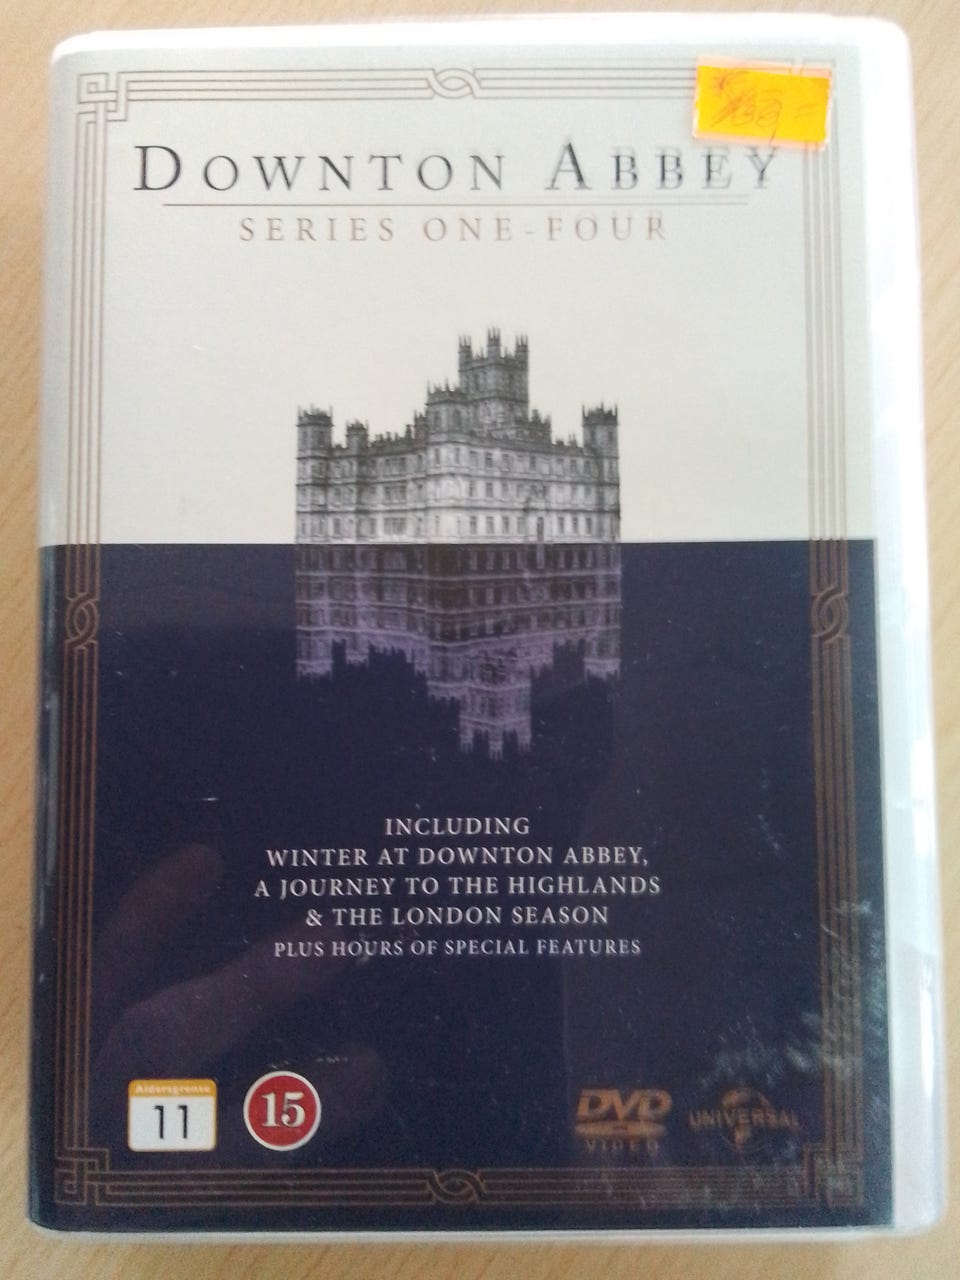 DOWNTON ABBEY
SERIES ONE-FOUR
INCLUDING
WINTER AT DOWNTON ABBEY,
A JOURNEY TO THE HIGHLANDS
& THE LONDON SEASON
PLUS HOURS OF SPECIAL FEATURES
Aldersgrense
11
15
DVD
VIDEO
UNIVERSAL